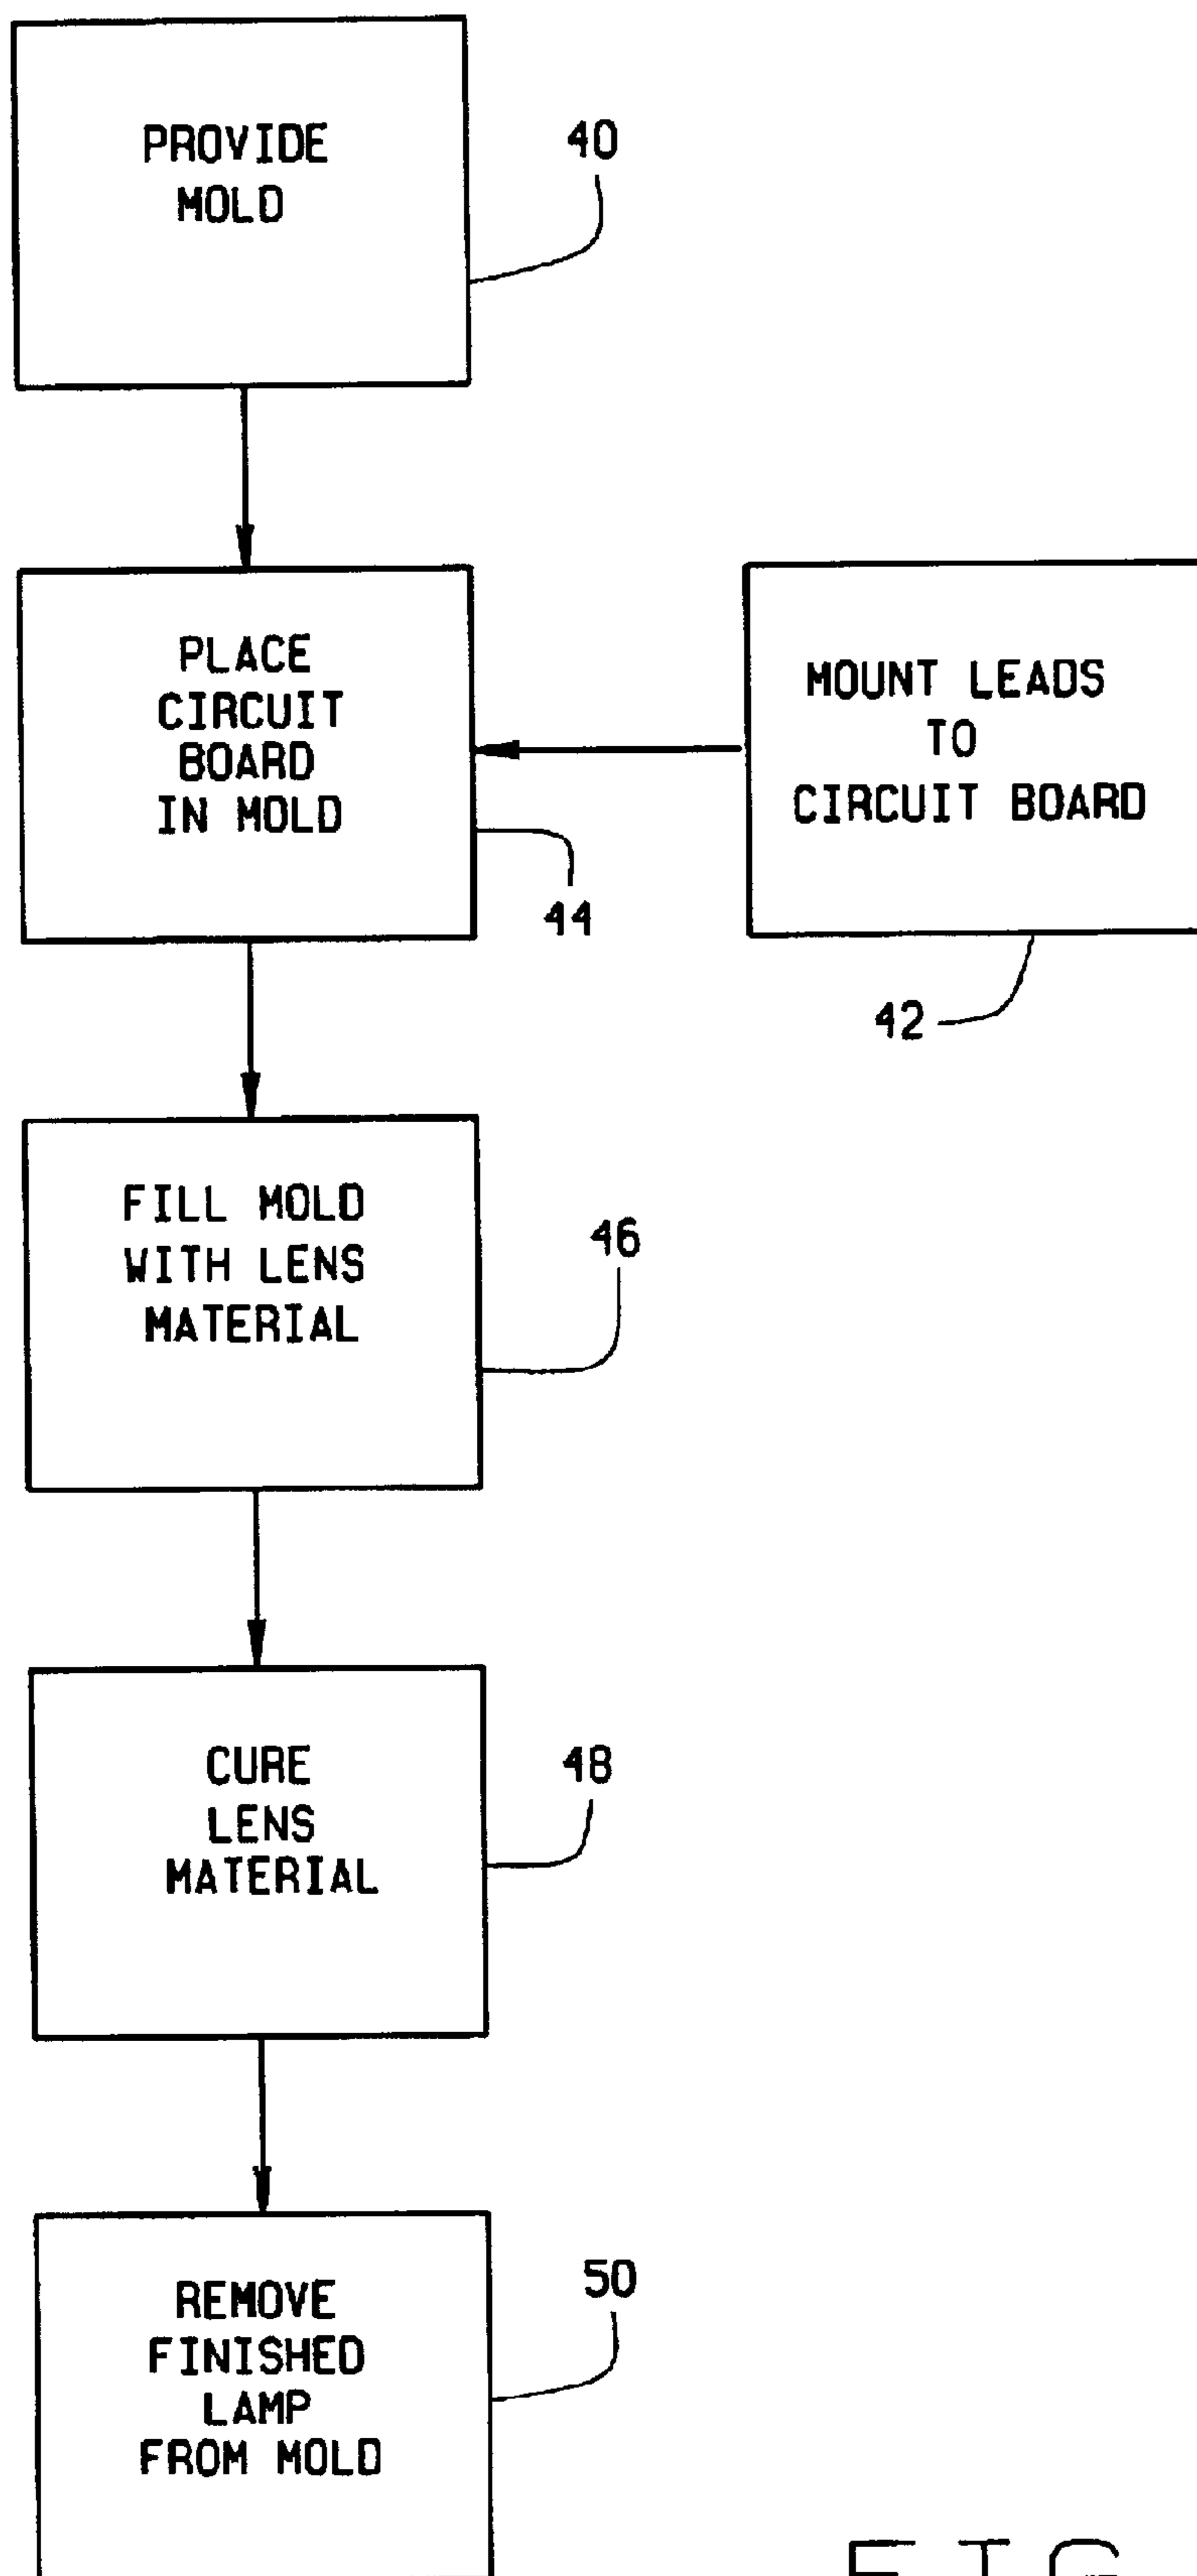 PROVIDE
MOLD
40
PLACE
CIRCUIT
BOARD
IN MOLD
44
MOUNT LEADS
TO
CIRCUIT BOARD
42
FILL MOLD
WITH LENS
MATERIAL
46
CURE
LENS
MATERIAL
48
REMOVE
FINISHED
LAMP
FROM MOLD
50